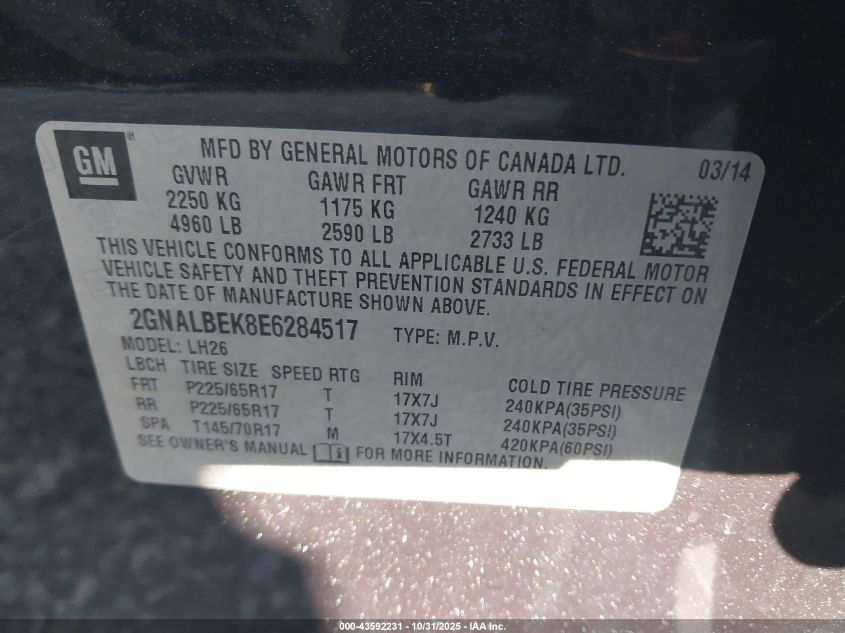 GM ®
MFD BY GENERAL MOTORS OF CANADA LTD. 03/14
GVWR GAWR FRT GAWR RR
2250 KG 1175 KG 1240 KG
4960 LB 2590 LB 2733 LB
THIS VEHICLE CONFORMS TO ALL APPLICABLE U.S. FEDERAL MOTOR
VEHICLE SAFETY AND THEFT PREVENTION STANDARDS IN EFFECT ON
THE DATE OF MANUFACTURE SHOWN ABOVE.
2GNALBEK8E6284517 TYPE: M.P.V.
MODEL: LH26
LBCH TIRE SIZE SPEED RTG RIM COLD TIRE PRESSURE
FRT P225/65R17 T 17X7J 240KPA(35PSI)
RR P225/65R17 T 17X7J 240KPA(35PSI)
SPA T145/70R17 M 17X4.5T 420KPA(60PSI)
SEE OWNER'S MANUAL FOR MORE INFORMATION.
000-43592231 - 10/31/2025 - IAA Inc.